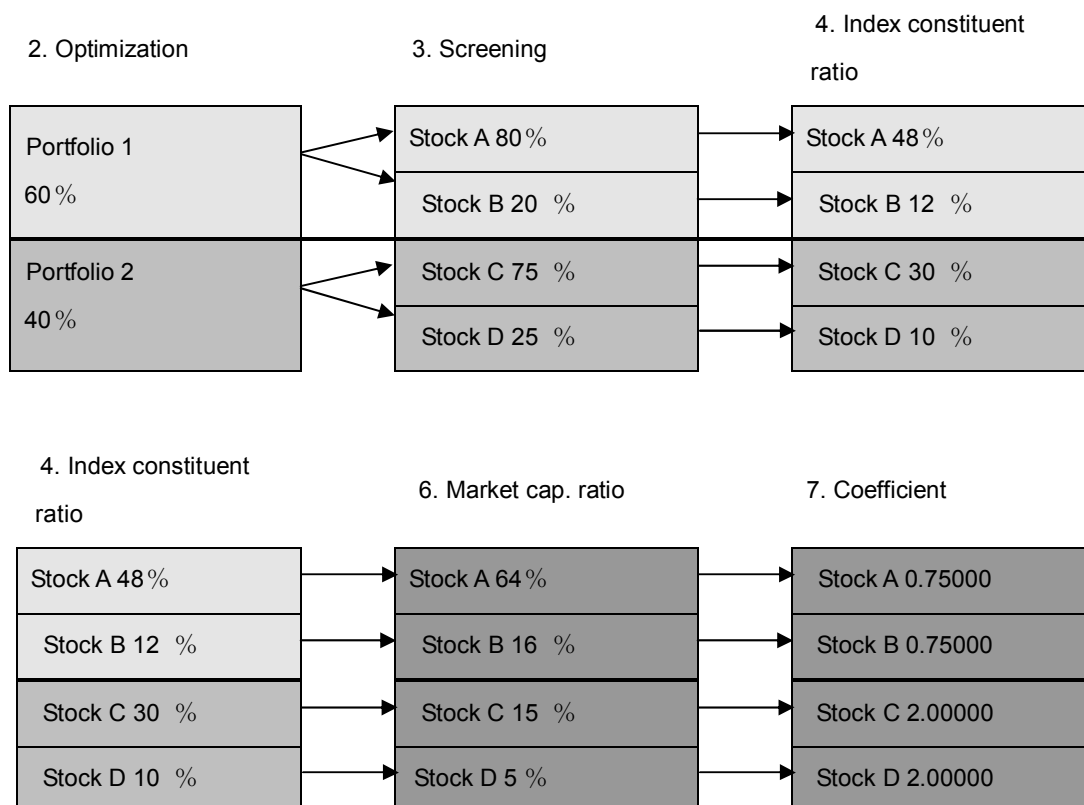 2. Optimization
3. Screening
4. Index constituent
ratio
Portfolio 1
60%
Stock A 80%
Stock B 20 %
Stock A 48%
Stock B 12 %
Portfolio 2
40%
Stock C 75 %
Stock D 25 %
Stock C 30 %
Stock D 10 %
4. Index constituent
ratio
6. Market cap. ratio
7. Coefficient
Stock A 48%
Stock A 64%
Stock A 0.75000
Stock B 12 %
Stock B 16 %
Stock B 0.75000
Stock C 30 %
Stock C 15 %
Stock C 2.00000
Stock D 10 %
Stock D 5 %
Stock D 2.00000